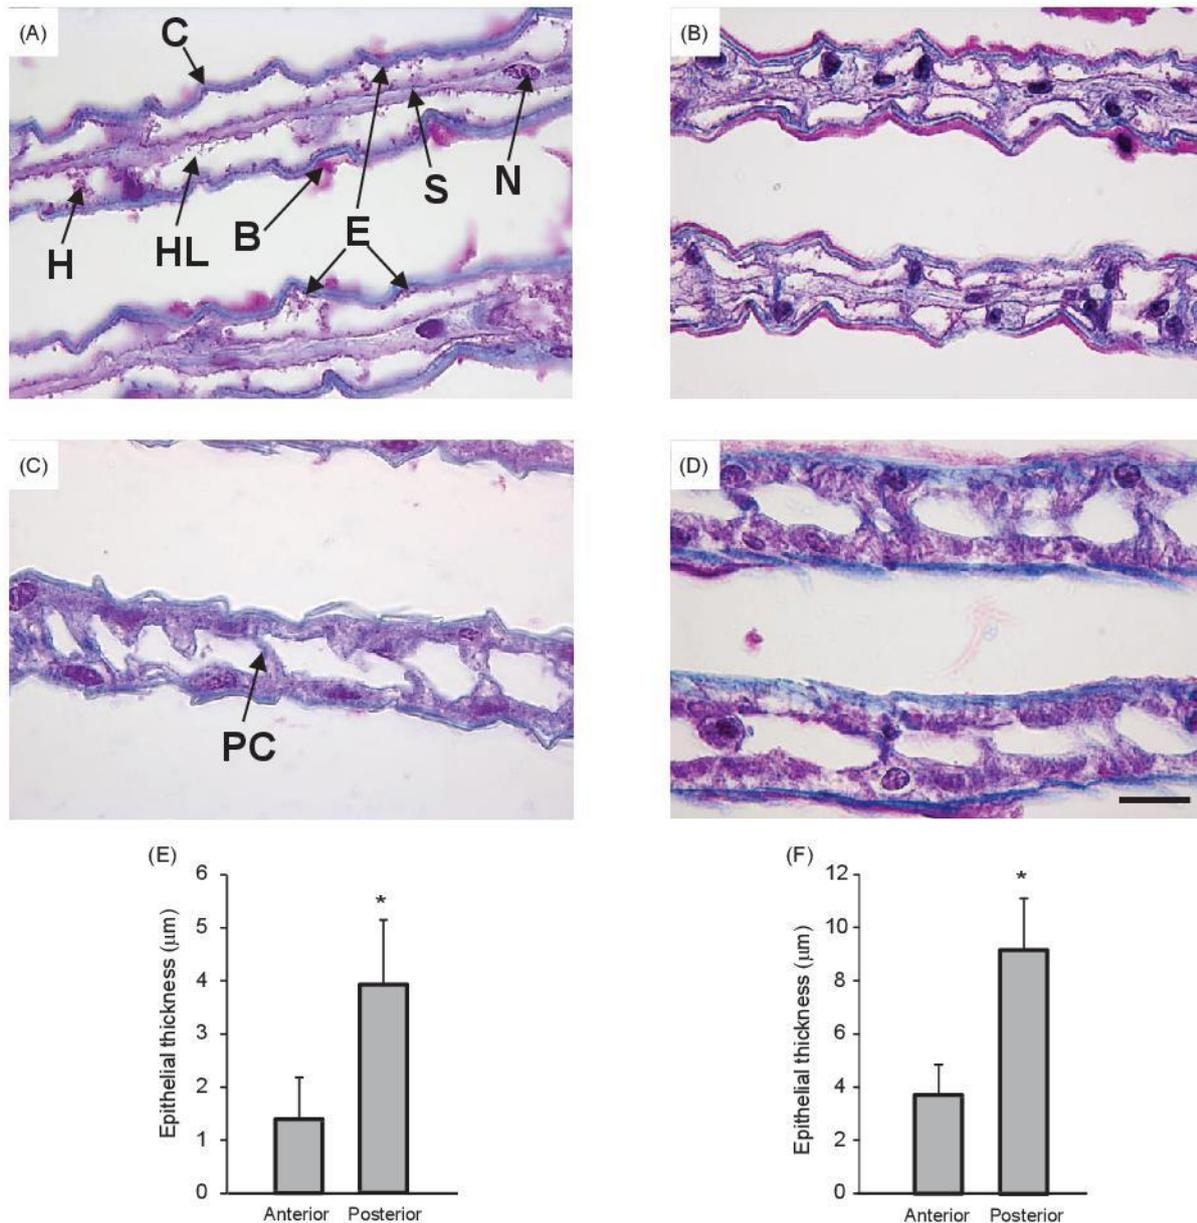 (A)
C
N
S
E
B
HL
H
(B)
(C)
PC
(D)
(E)
Epithelial thickness (μm)
6
5
4
3
2
1
0
*
Anterior Posterior
(F)
Epithelial thickness (μm)
12
10
8
6
4
2
0
*
Anterior Posterior